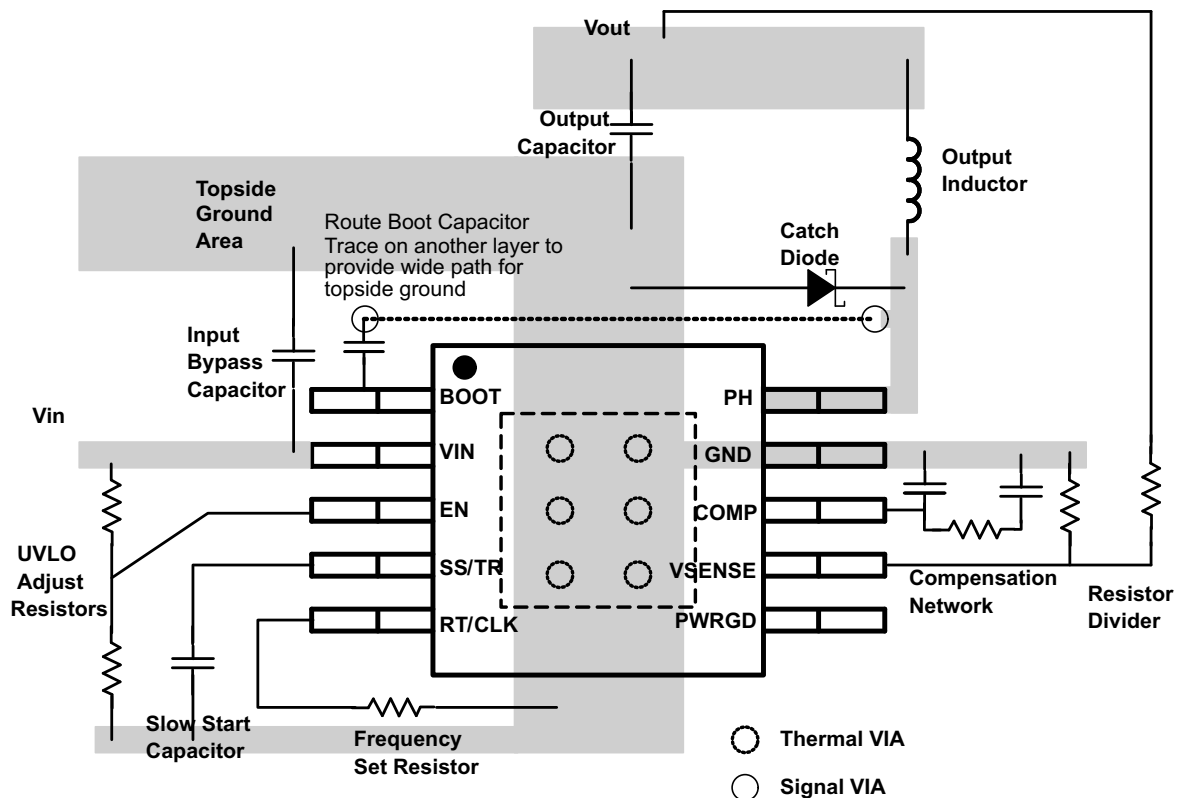 Vout
Output
Capacitor
Output
Inductor
Topside
Ground
Area
Route Boot Capacitor
Trace on another layer to
provide wide path for
topside ground
Catch
Diode
Input
Bypass
Capacitor
Vin
BOOT
VIN
EN
SS/TR
RT/CLK
PH
GND
COMP
VSENSE
PWRGD
UVLO
Adjust
Resistors
Compensation
Network
Resistor
Divider
Slow Start
Capacitor
Frequency
Set Resistor
Thermal VIA
Signal VIA